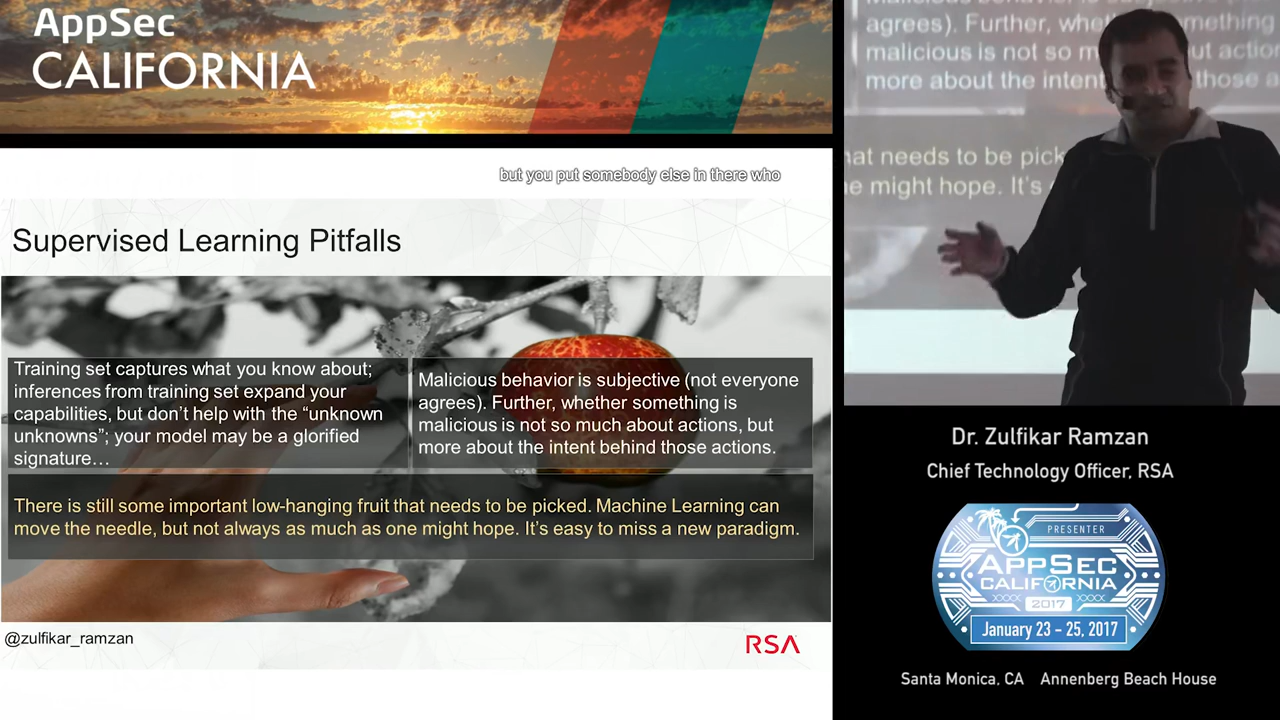 AppSec
CALIFORNIA
but you put somebody else in there who
Supervised Learning Pitfalls
Training set captures what you know about;
inferences from training set expand your
capabilities, but don’t help with the “unknown
unknowns”; your model may be a glorified
signature…
Malicious behavior is subjective (not everyone
agrees). Further, whether something is
malicious is not so much about actions, but
more about the intent behind those actions.
There is still some important low-hanging fruit that needs to be picked. Machine Learning can
move the needle, but not always as much as one might hope. It’s easy to miss a new paradigm.
@zulfikar_ramzan
RSA
agrees). Further, whet mething
malicious is not so m ut action
more about the inten those a
hat needs to be pick
e might hope. It’s
Dr. Zulfikar Ramzan
Chief Technology Officer, RSA
PRESENTER
APPSEC
CALIFORNIA
2017
January 23 – 25, 2017
Santa Monica, CA Annenberg Beach House